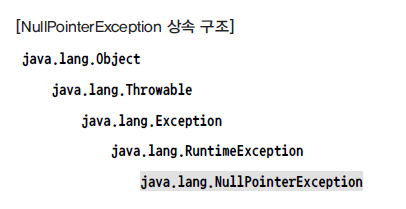 [NullPointerException 상속 구조]
java.lang.Object
java.lang.Throwable
java.lang.Exception
java.lang.RuntimeException
java.lang.NullPointerException